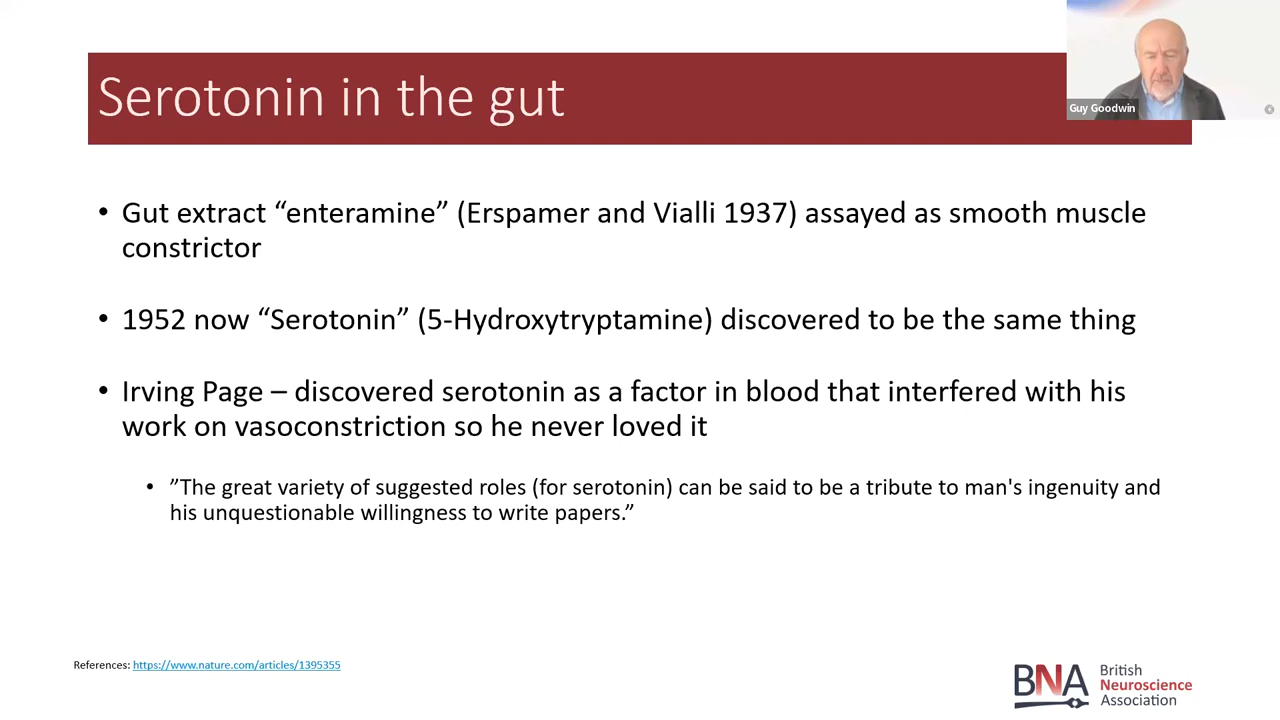 Serotonin in the gut
Guy Goodwin
• Gut extract “enteramine” (Erspamer and Vialli 1937) assayed as smooth muscle
constrictor
• 1952 now “Serotonin” (5-Hydroxytryptamine) discovered to be the same thing
• Irving Page – discovered serotonin as a factor in blood that interfered with his
work on vasoconstriction so he never loved it
• ”The great variety of suggested roles (for serotonin) can be said to be a tribute to man's ingenuity and
his unquestionable willingness to write papers.”
References: https://www.nature.com/articles/1395355
BNA
British
Neuroscience
Association